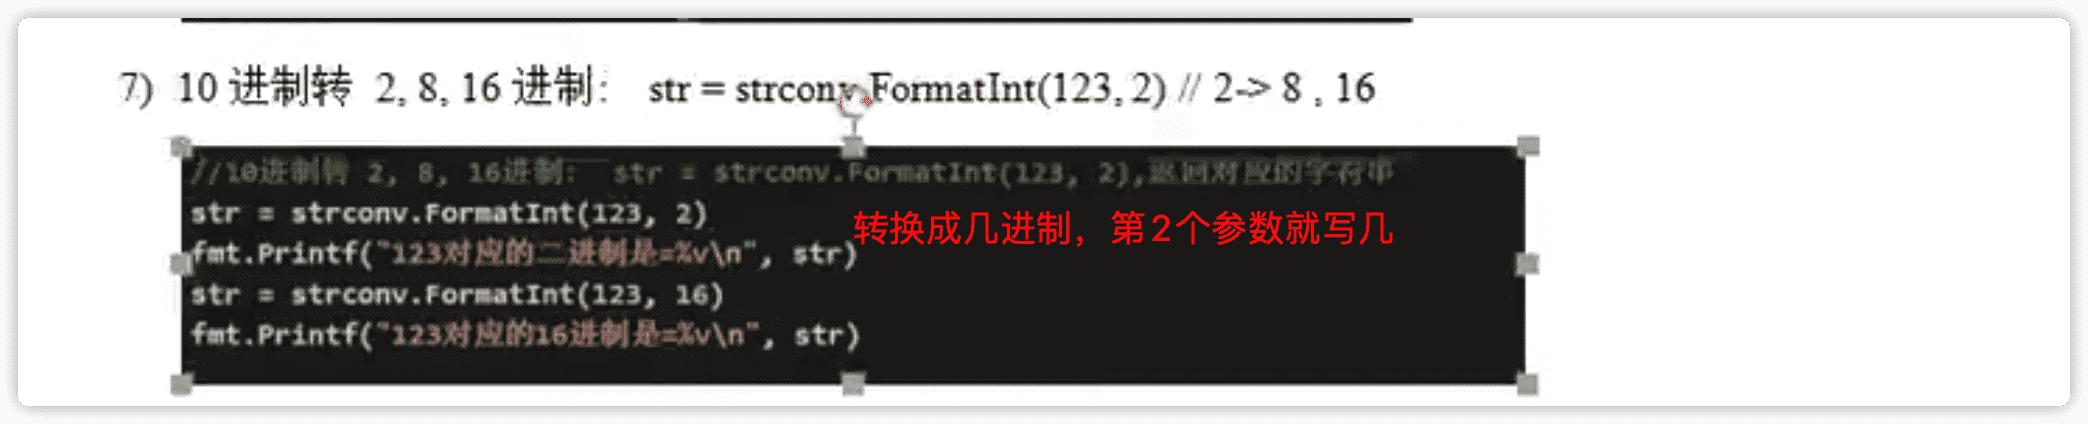 7) 10 进制转 2, 8, 16 进制： str = strconv.FormatInt(123, 2) // 2-> 8 , 16
//10进制转 2, 8, 16进制： str = strconv.FormatInt(123, 2),返回对应的字符串
str = strconv.FormatInt(123, 2)
转换成几进制，第2个参数就写几
fmt.Printf("123对应的二进制是=%v\n", str)
str = strconv.FormatInt(123, 16)
fmt.Printf("123对应的16进制是=%v\n", str)